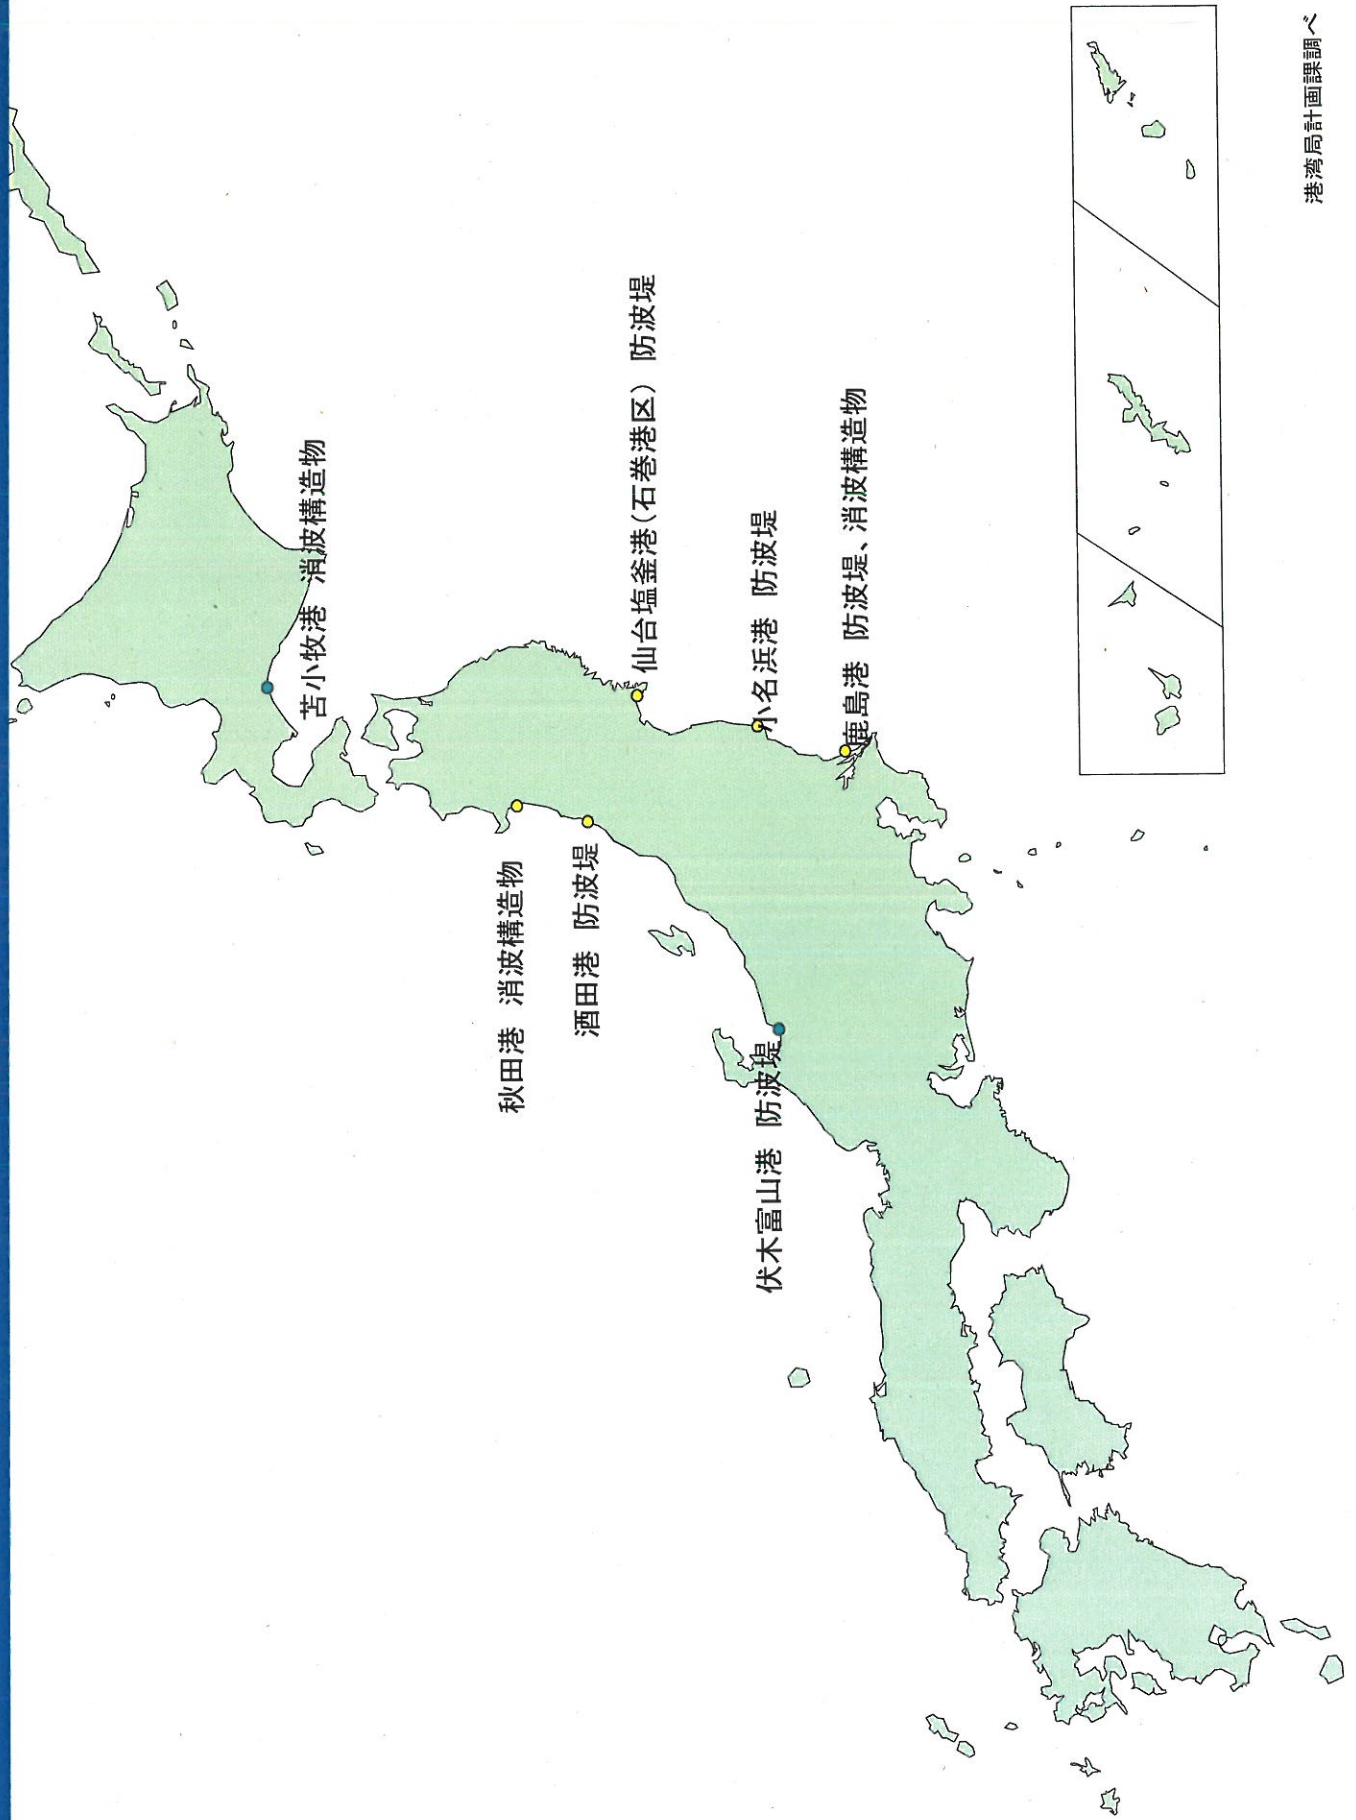 苫小牧港 消波構造物
秋田港 消波構造物
酒田港 防波堤
仙台塩釜港(石巻港区) 防波堤
小名浜港 防波堤
伏木富山港 防波堤
鹿島港 防波堤、消波構造物
港湾局計画課調べ